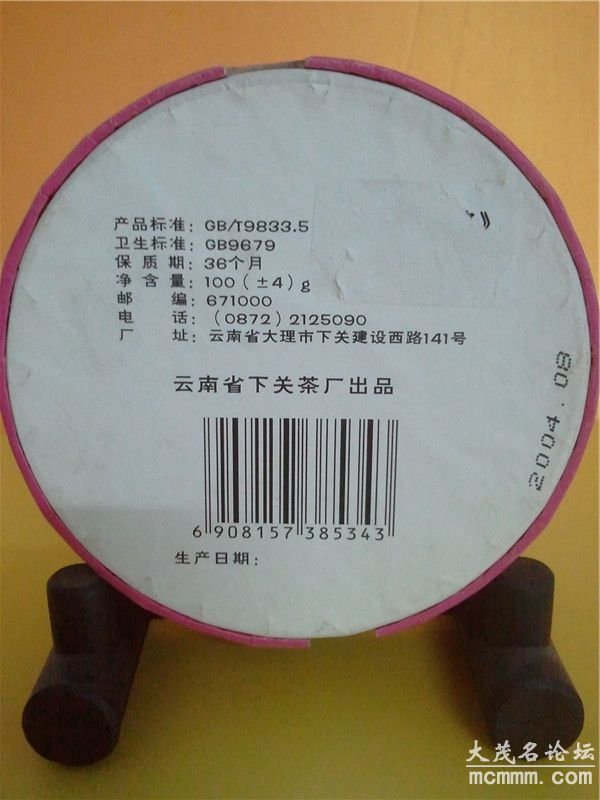 》
产品标准：GB/T9833.5
卫生标准：GB9679
保质期：36个月
净含量：100（±4）g
邮编：671000
电话：（0872）2125090
厂址：云南省大理市下关建设西路141号
云南省下关茶厂出品
6 908157 385343
生产日期：
2004.08
大茂名论坛
mcmmm.com